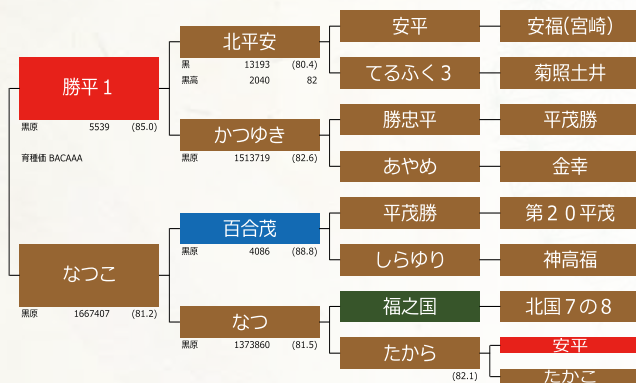 勝平1
黒原 5539 (85.0)
育種価 BACAAA
なつこ
黒原 1667407 (81.2)
北平安
黒 13193 (80.4)
黒高 2040 82
かつゆき
黒原 1513719 (82.6)
百合茂
黒原 4086 (88.8)
なつ
黒原 1373860 (81.5)
安平
てるふく3
勝忠平
あやめ
平茂勝
しらゆり
福之国
たから
(82.1)
安福(宮崎)
菊照土井
平茂勝
金幸
第20平茂
神高福
北国7の8
安平
たかこ